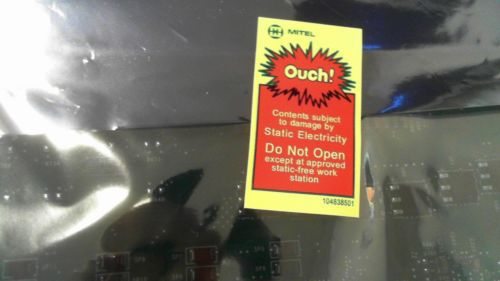 MITEL
Ouch!
Contents subject
to damage by
Static Electricity
Do Not Open
except at approved
static-free work
station
104838501